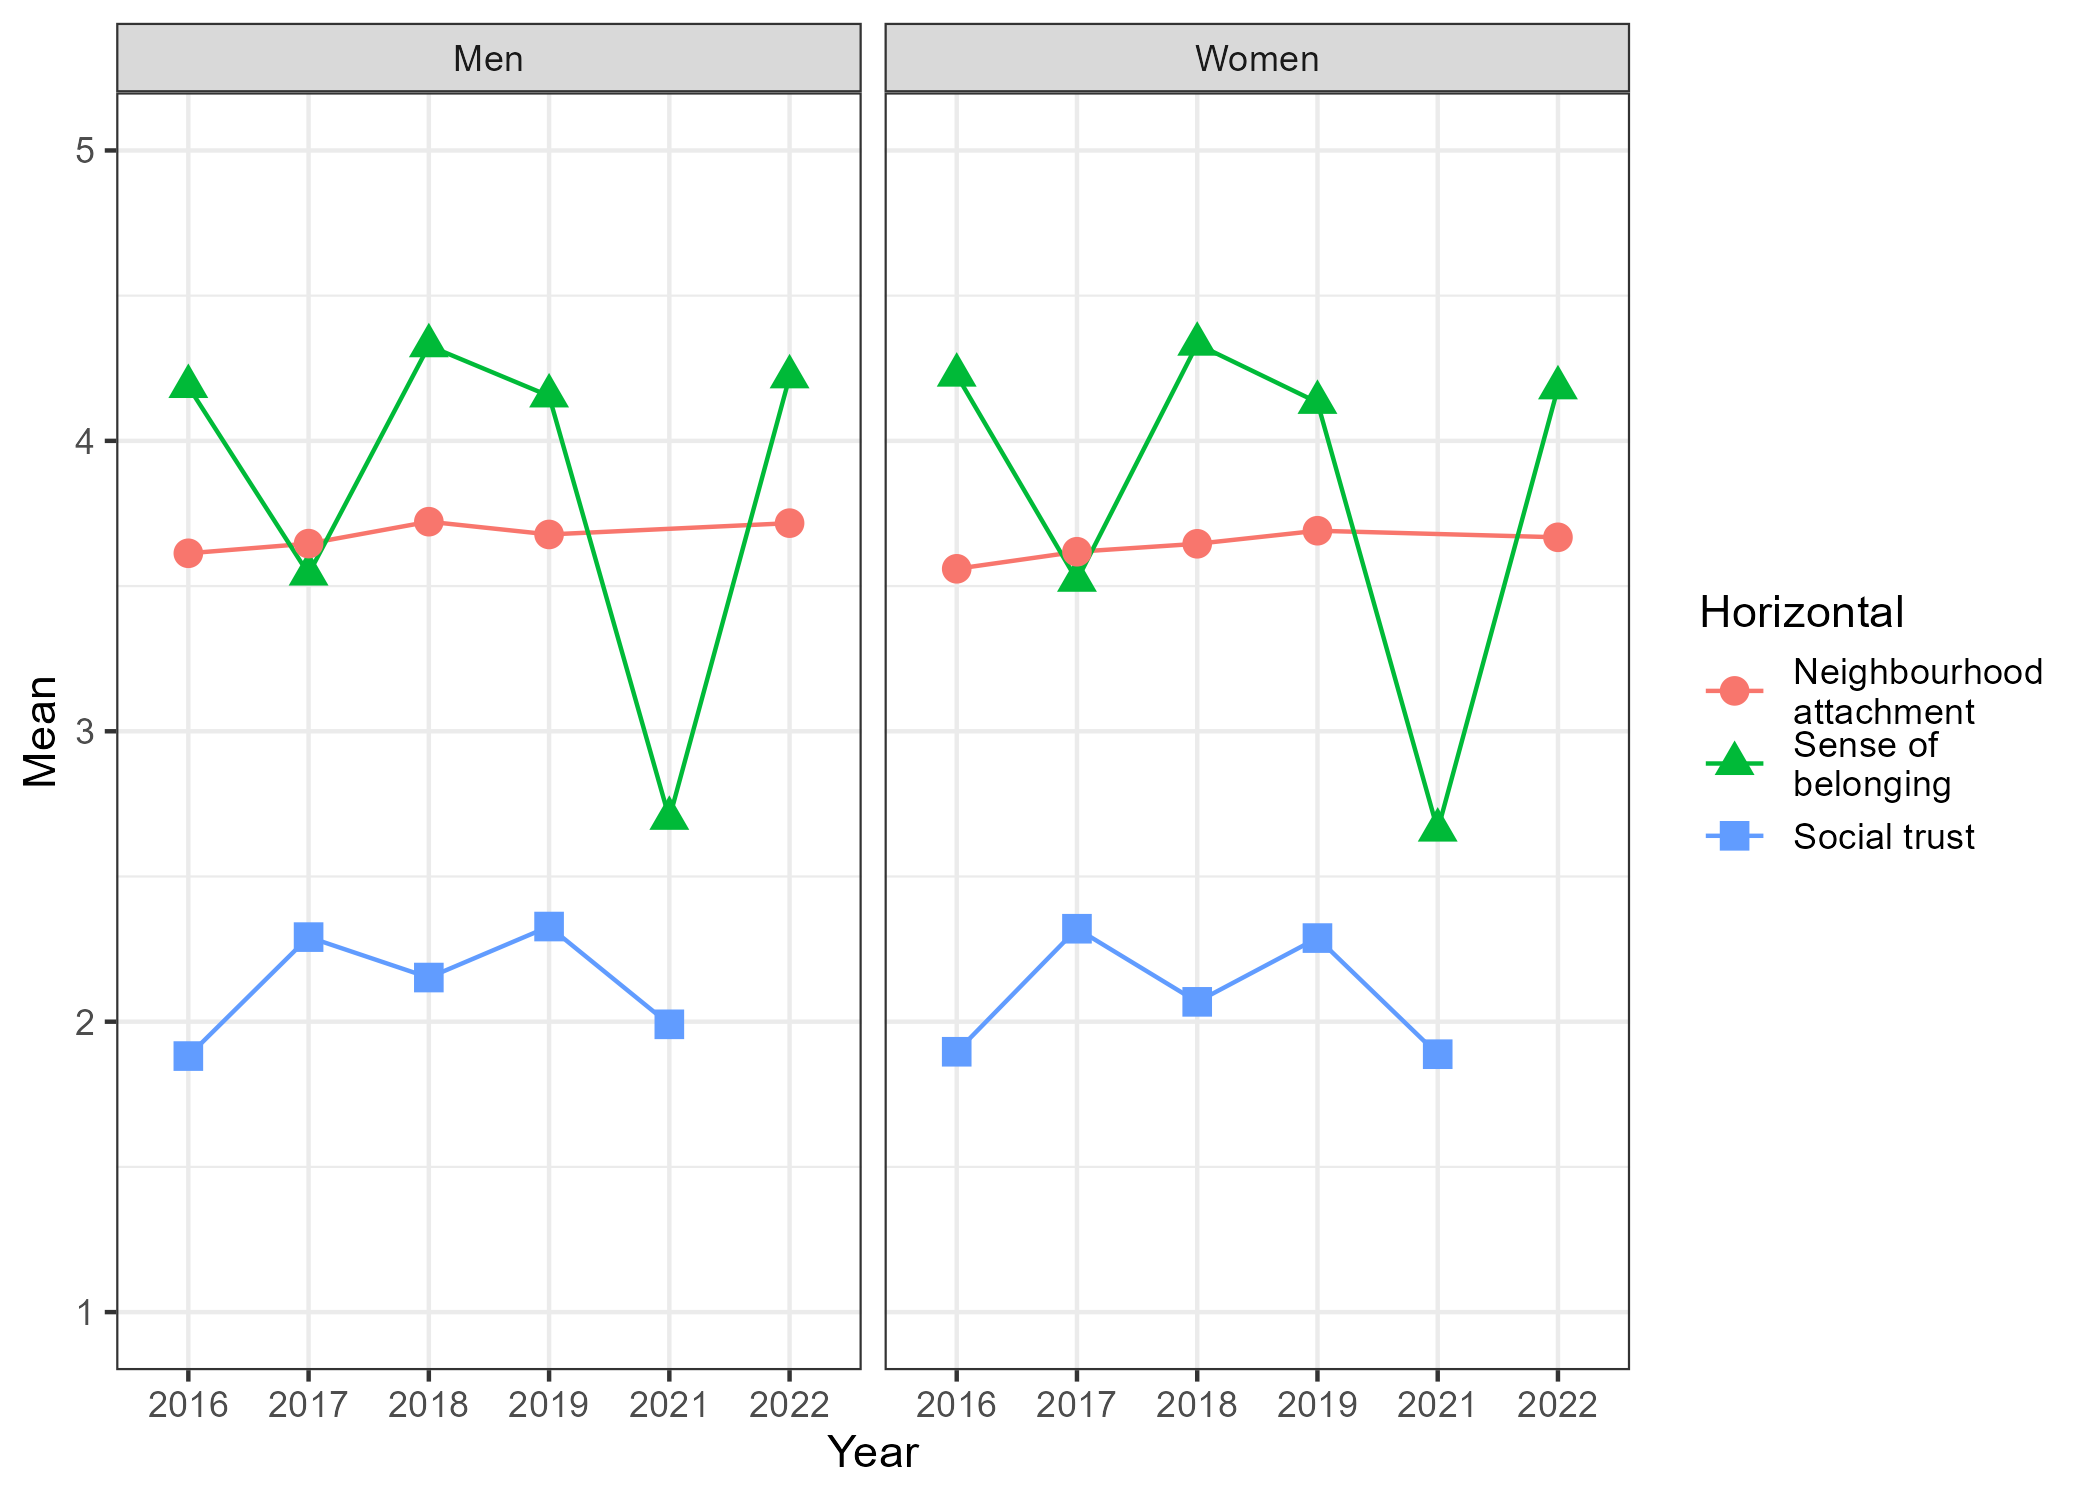 Men
Women
5
4
3
2
1
Mean
2016 2017 2018 2019 2021 2022
2016 2017 2018 2019 2021 2022
Year
Horizontal
Neighbourhood
attachment
Sense of
belonging
Social trust